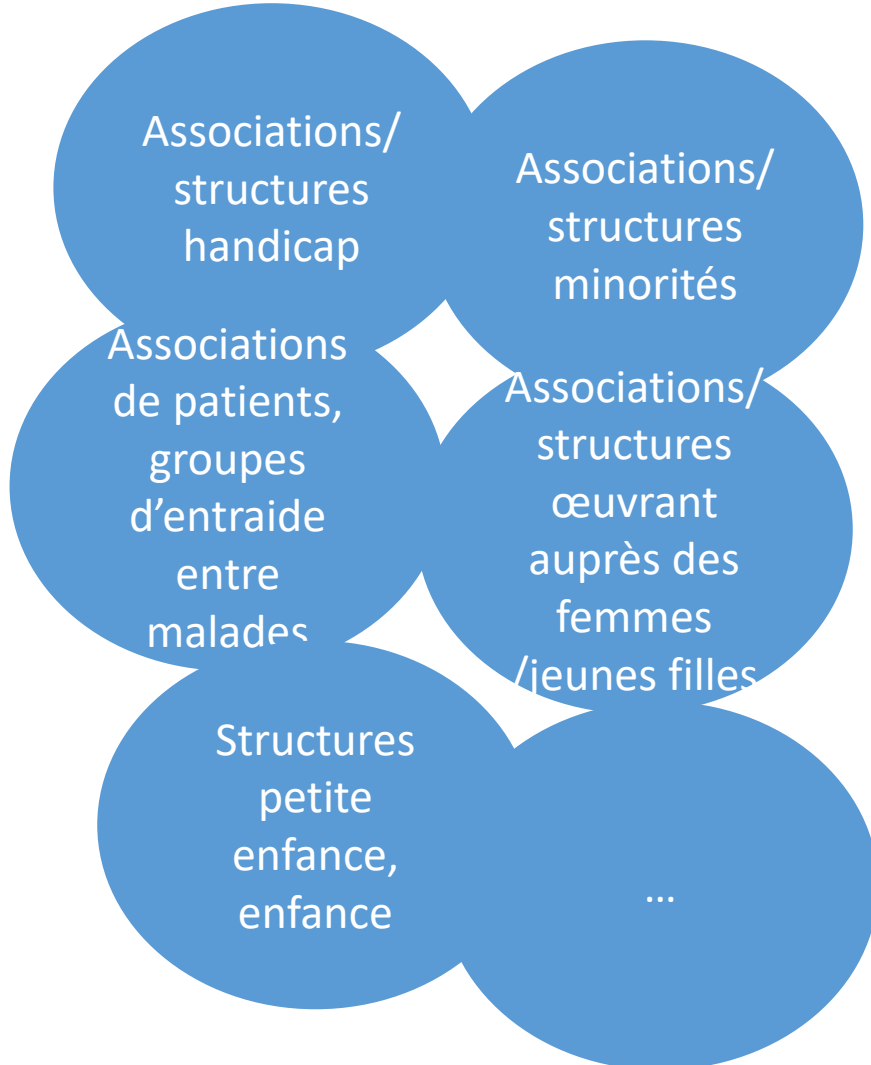 Associations/
structures
handicap
Associations/
structures
minorités
Associations
de patients,
groupes
d’entraide
entre
malades
Associations/
structures
œuvrant
auprès des
femmes
/jeunes filles
Structures
petite
enfance,
enfance
…